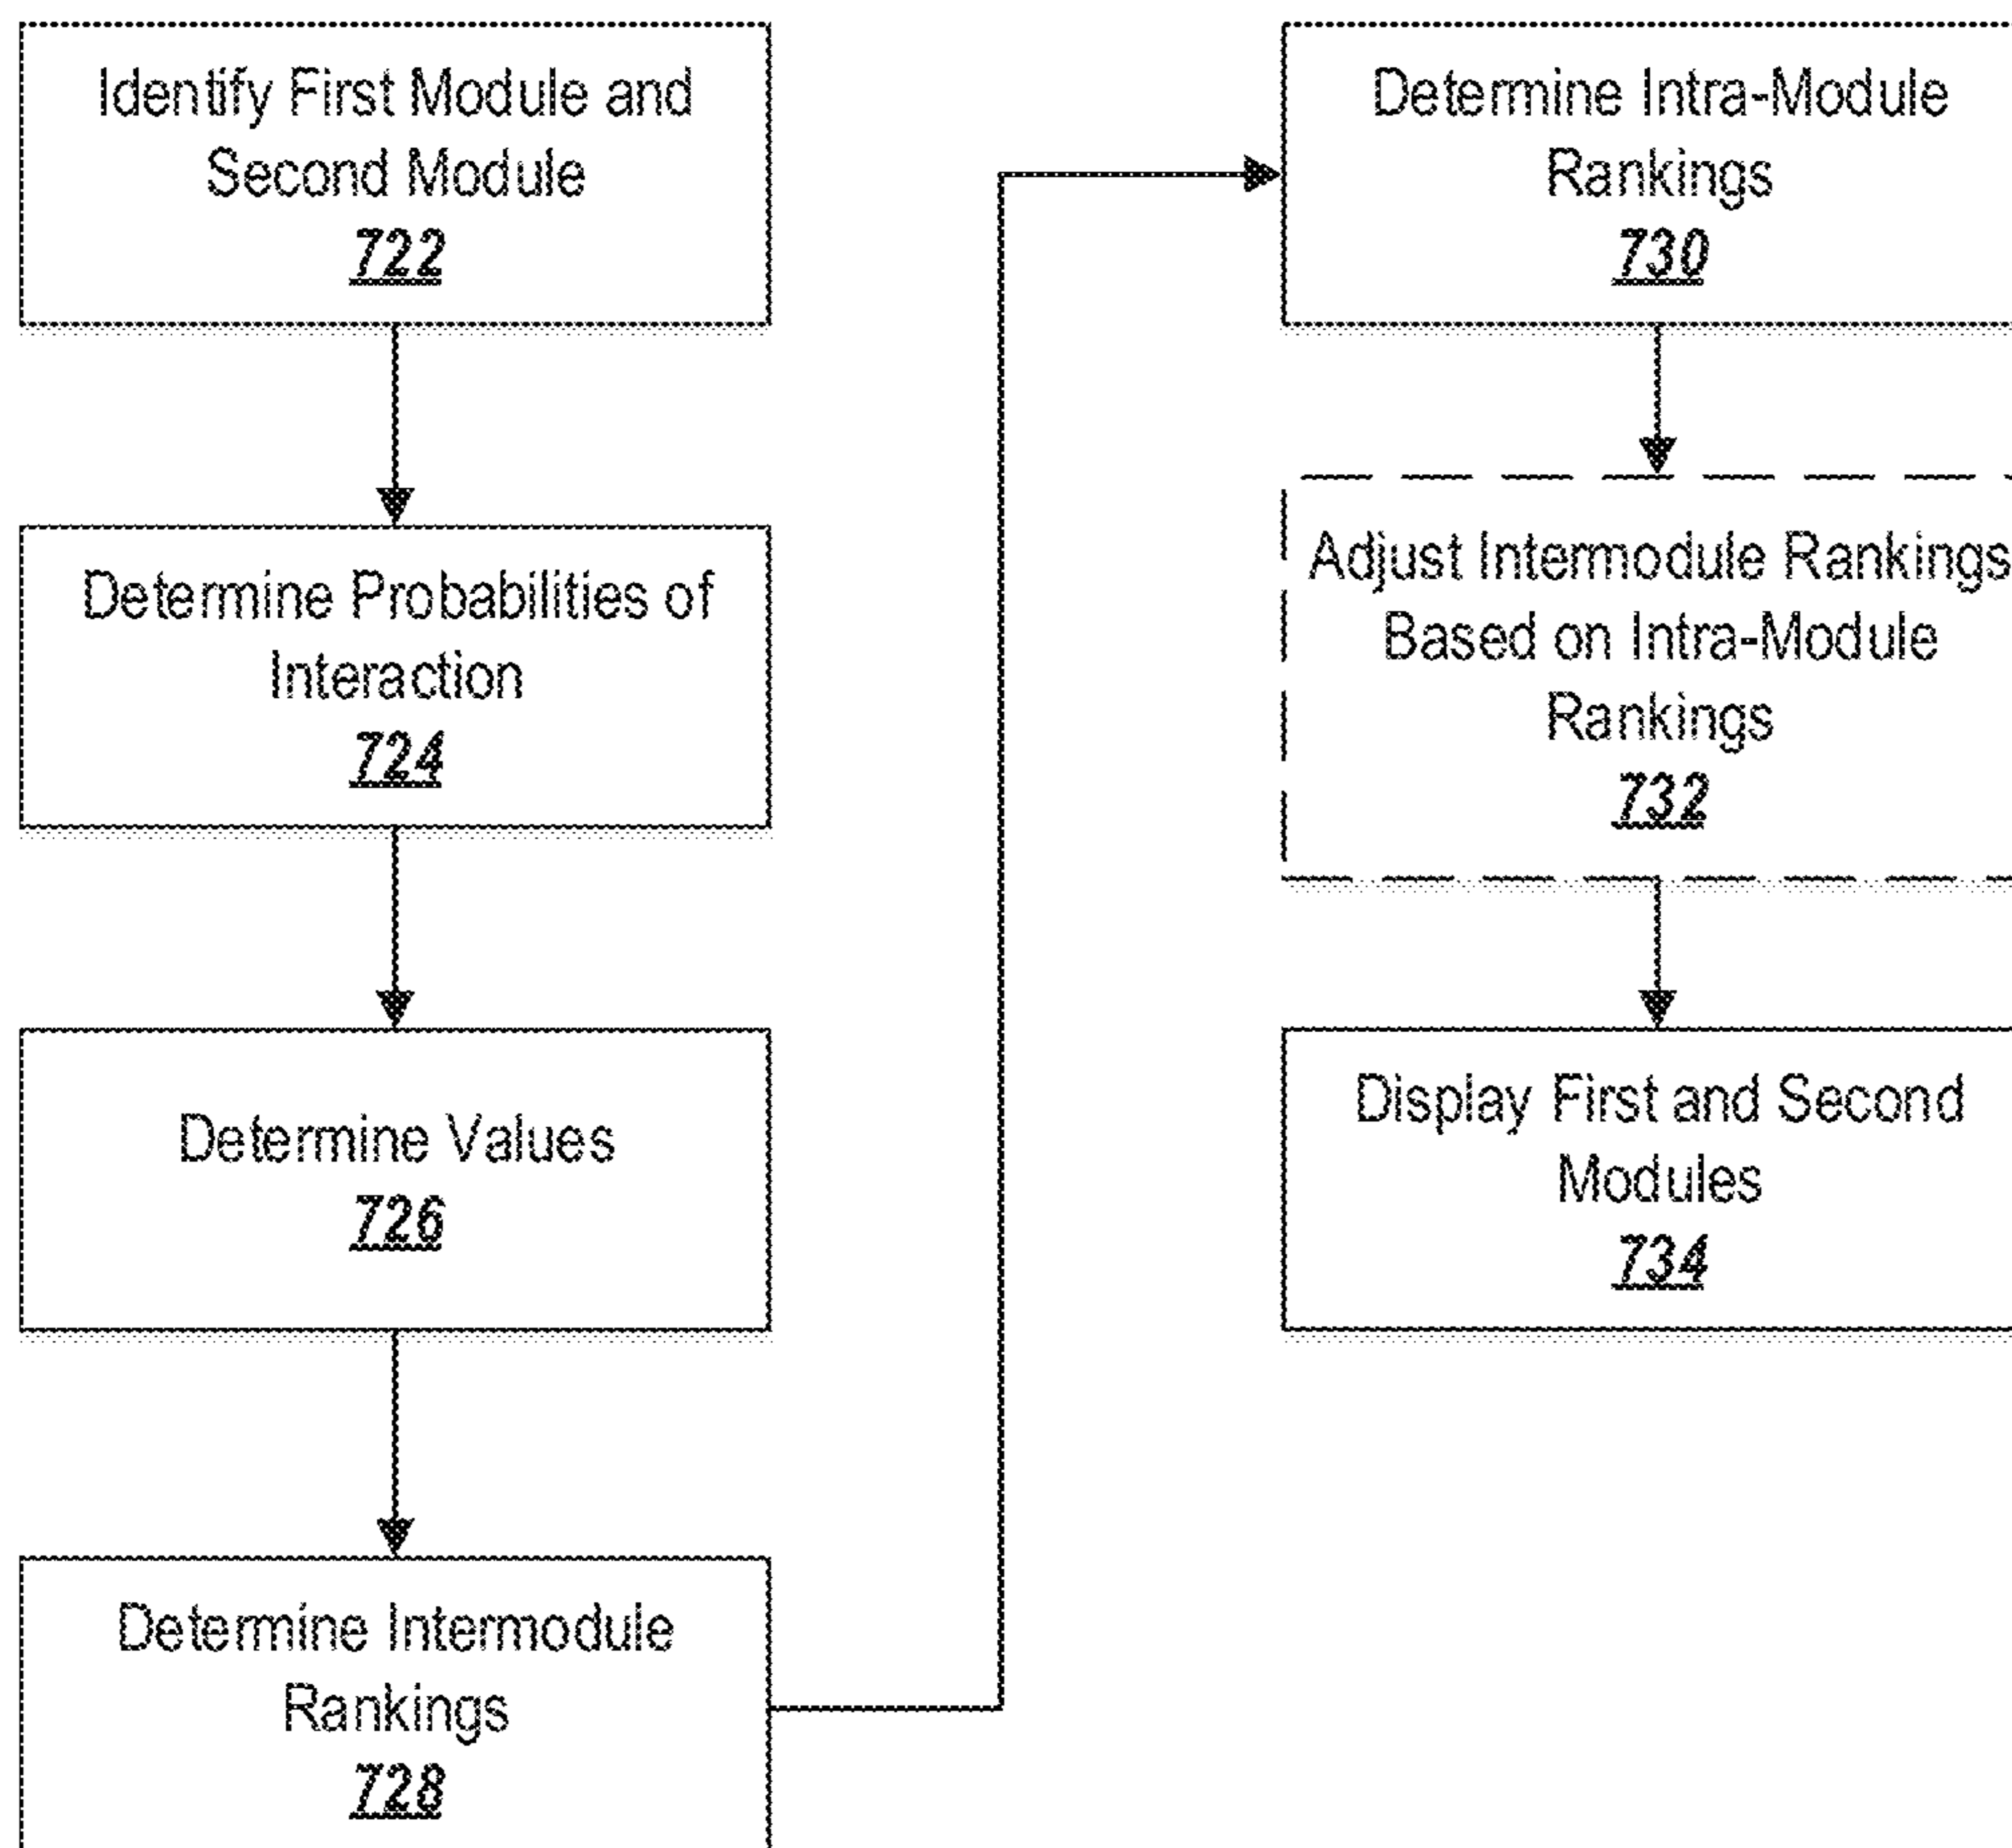 Identify First Module and
Second Module
722
Determine Probabilities of
Interaction
724
Determine Values
726
Determine Intermodule
Rankings
728
Determine Intra-Module
Rankings
730
Adjust Intermodule Rankings
Based on Intra-Module
Rankings
732
Display First and Second
Modules
734